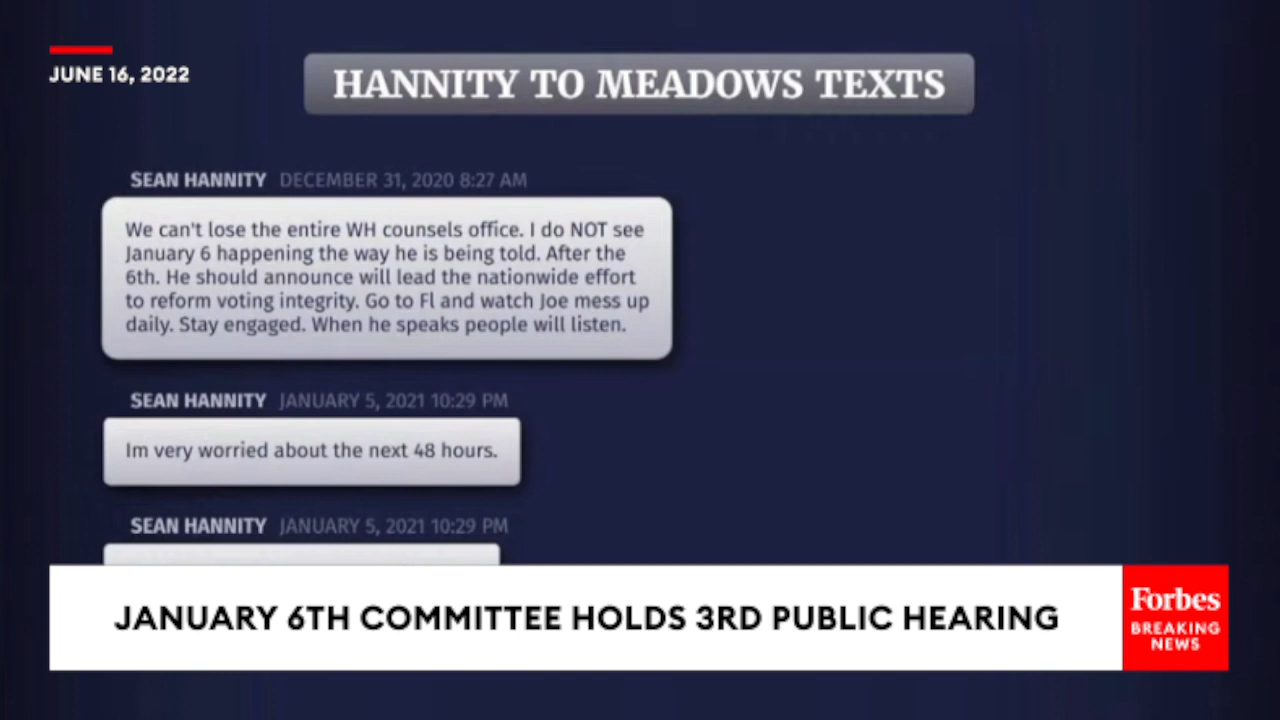 JUNE 16, 2022
HANNITY TO MEADOWS TEXTS
SEAN HANNITY DECEMBER 31, 2020 8:27 AM
We can't lose the entire WH counsels office. I do NOT see
January 6 happening the way he is being told. After the
6th. He should announce will lead the nationwide effort
to reform voting integrity. Go to Fl and watch Joe mess up
daily. Stay engaged. When he speaks people will listen.
SEAN HANNITY JANUARY 5, 2021 10:29 PM
Im very worried about the next 48 hours.
SEAN HANNITY JANUARY 5, 2021 10:29 PM
JANUARY 6TH COMMITTEE HOLDS 3RD PUBLIC HEARING
Forbes
BREAKING
NEWS